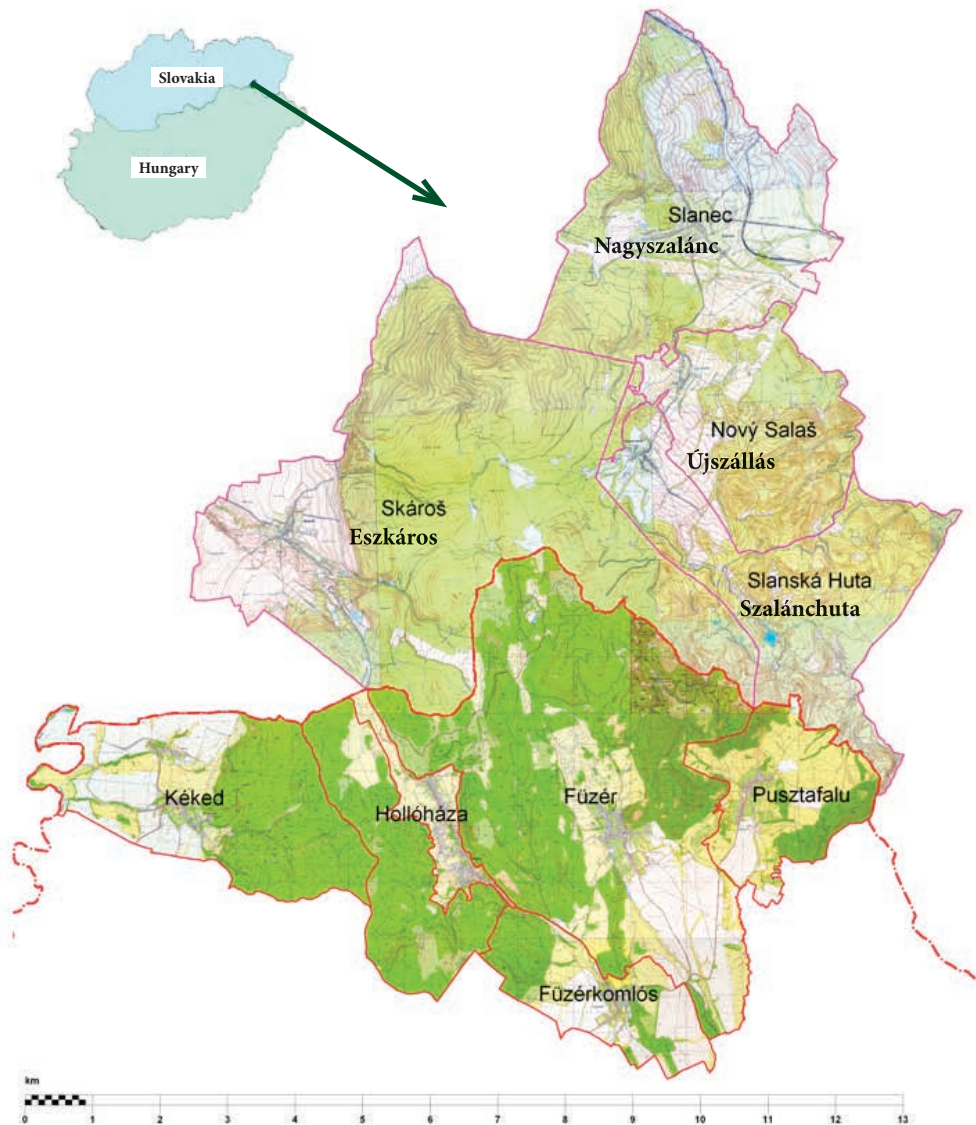 Slovakia
Hungary
Slanec
Nagyszalánc
Nový Salaš
Újszállás
Skároš
Eszkáros
Slanská Huta
Szalánchuta
Kéked
Hollóháza
Füzér
Pusztafalu
Füzérkomlós
km
0 1 2 3 4 5 6 7 8 9 10 11 12 13